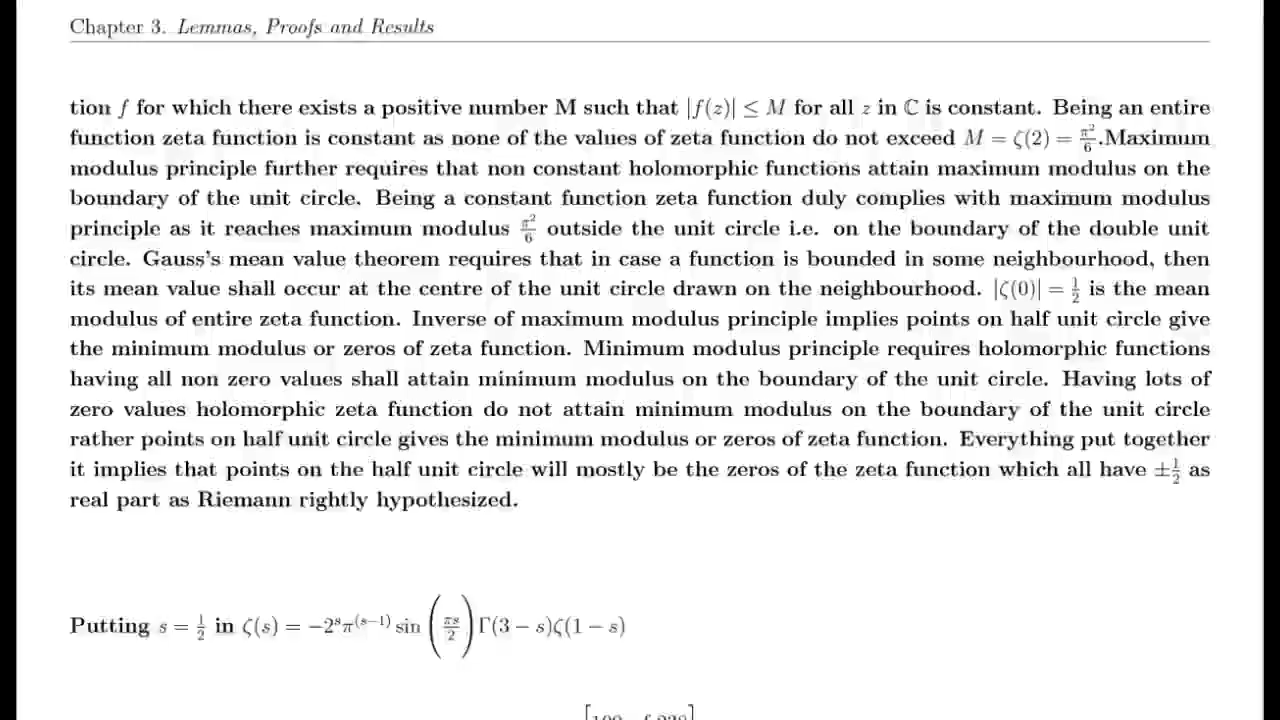 Chapter 3. Lemmas, Proofs and Results
tion f for which there exists a positive number M such that |f(z)| ≤ M for all z in ℂ is constant. Being an entire
function zeta function is constant as none of the values of zeta function do not exceed M = ζ(2) = π²/6.Maximum
modulus principle further requires that non constant holomorphic functions attain maximum modulus on the
boundary of the unit circle. Being a constant function zeta function duly complies with maximum modulus
principle as it reaches maximum modulus π²/6 outside the unit circle i.e. on the boundary of the double unit
circle. Gauss's mean value theorem requires that in case a function is bounded in some neighbourhood, then
its mean value shall occur at the centre of the unit circle drawn on the neighbourhood. |ζ(0)| = 1/2 is the mean
modulus of entire zeta function. Inverse of maximum modulus principle implies points on half unit circle give
the minimum modulus or zeros of zeta function. Minimum modulus principle requires holomorphic functions
having all non zero values shall attain minimum modulus on the boundary of the unit circle. Having lots of
zero values holomorphic zeta function do not attain minimum modulus on the boundary of the unit circle
rather points on half unit circle gives the minimum modulus or zeros of zeta function. Everything put together
it implies that points on the half unit circle will mostly be the zeros of the zeta function which all have ±1/2 as
real part as Riemann rightly hypothesized.
Putting s = 1/2 in ζ(s) = −2^s π^(s−1) sin(πs/2) Γ(3 − s)ζ(1 − s)